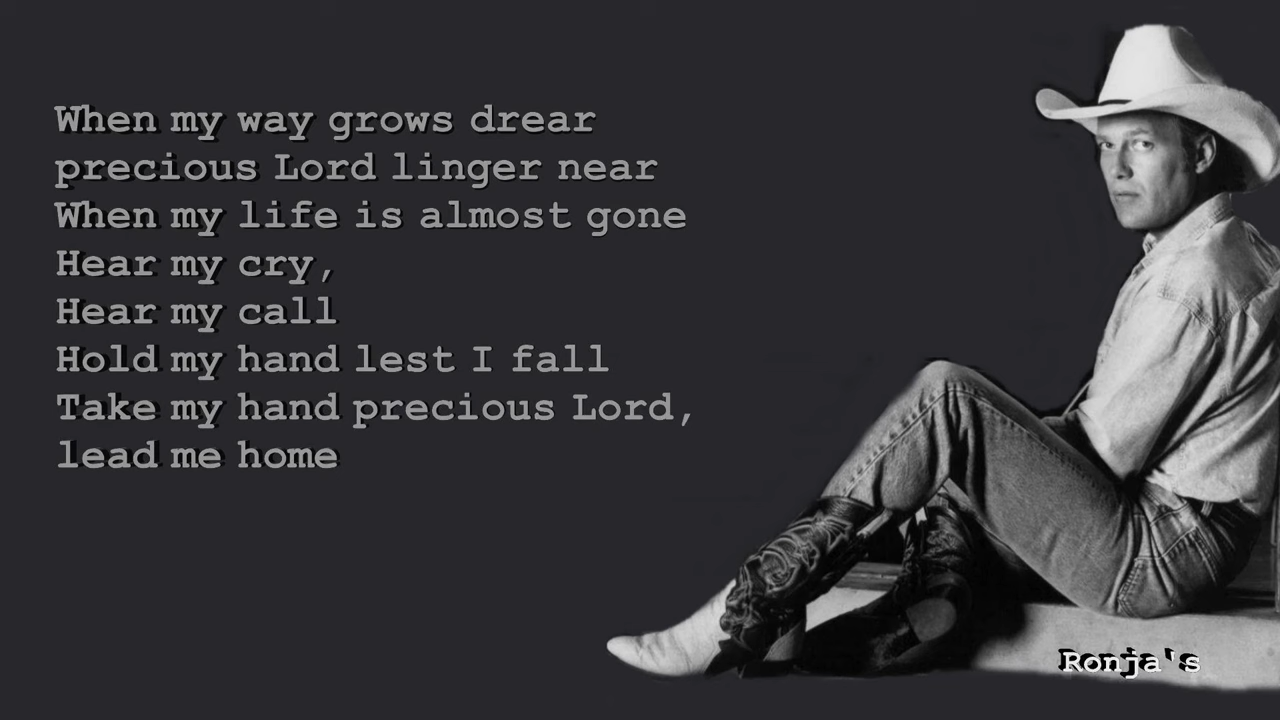 When my way grows drear
precious Lord linger near
When my life is almost gone
Hear my cry,
Hear my call
Hold my hand lest I fall
Take my hand precious Lord,
lead me home
Ronja's